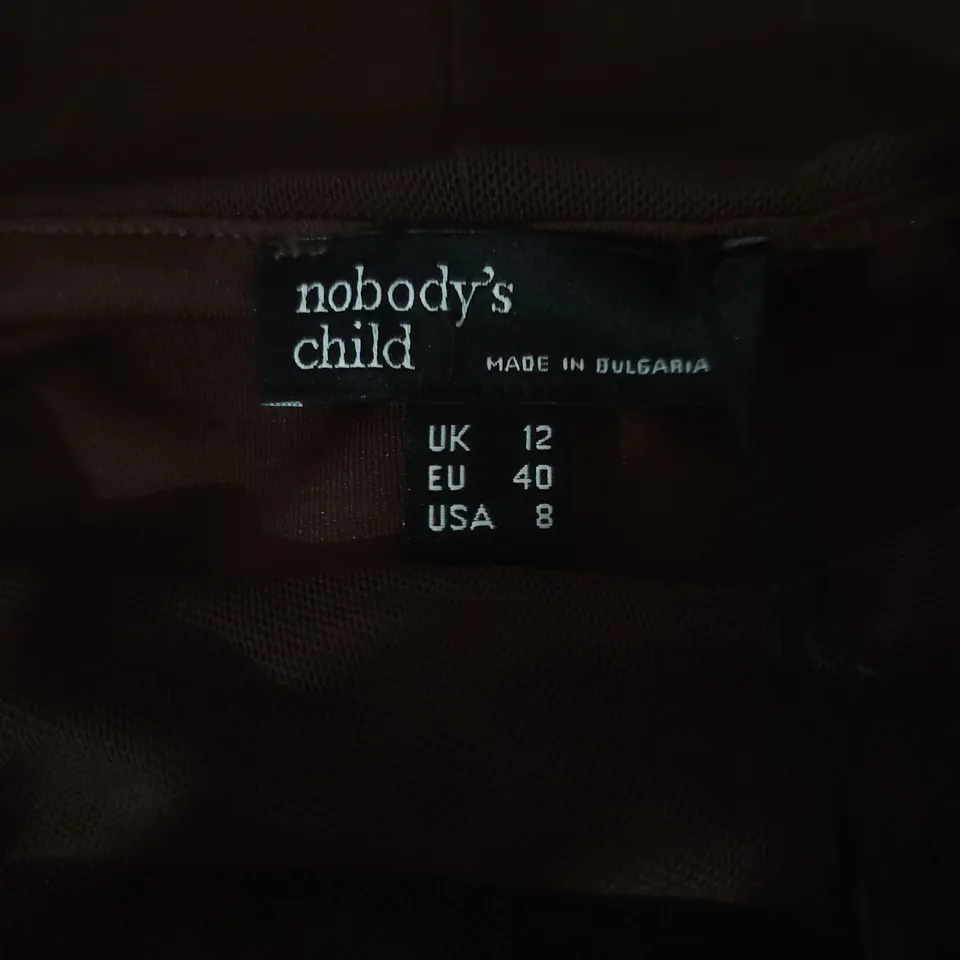 nobody's
child MADE IN BULGARIA
UK 12
EU 40
USA 8